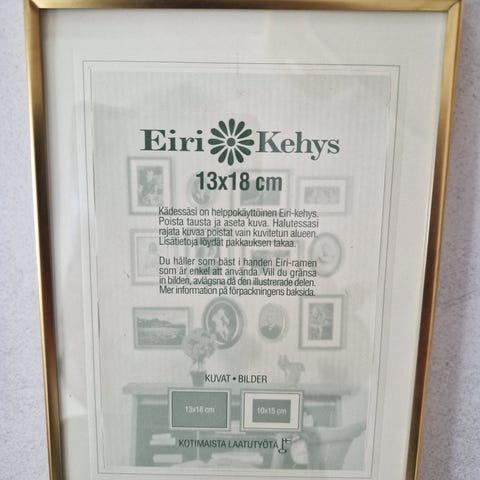 Eiri Kehys
13x18 cm
Kädessäsi on helppokäyttöinen Eiri-kehys.
Poista tausta ja aseta kuva. Halutessasi
rajata kuvaa poistat vain kuvitetun alueen.
Lisätietoja löydät pakkauksen takaa.
Du håller som bäst i handen Eiri-ramen
som är enkel att använda. Vill du gränsa
in bilden, avlägsna då den illustrerade delen.
Mer information på förpackningens baksida.
KUVAT • BILDER
13x18 cm
10x15 cm
KOTIMAISTA LAATUTYÖTÄ